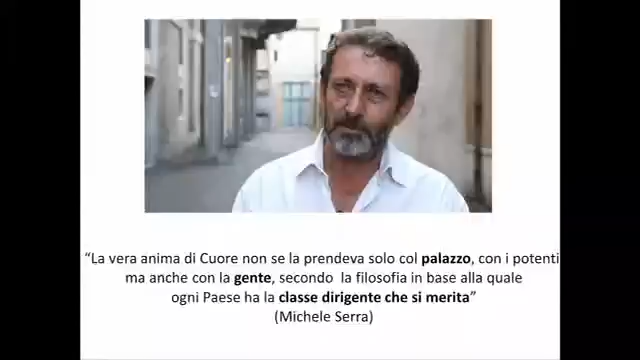 “La vera anima di Cuore non se la prendeva solo col palazzo, con i potenti
ma anche con la gente, secondo la filosofia in base alla quale
ogni Paese ha la classe dirigente che si merita”
(Michele Serra)